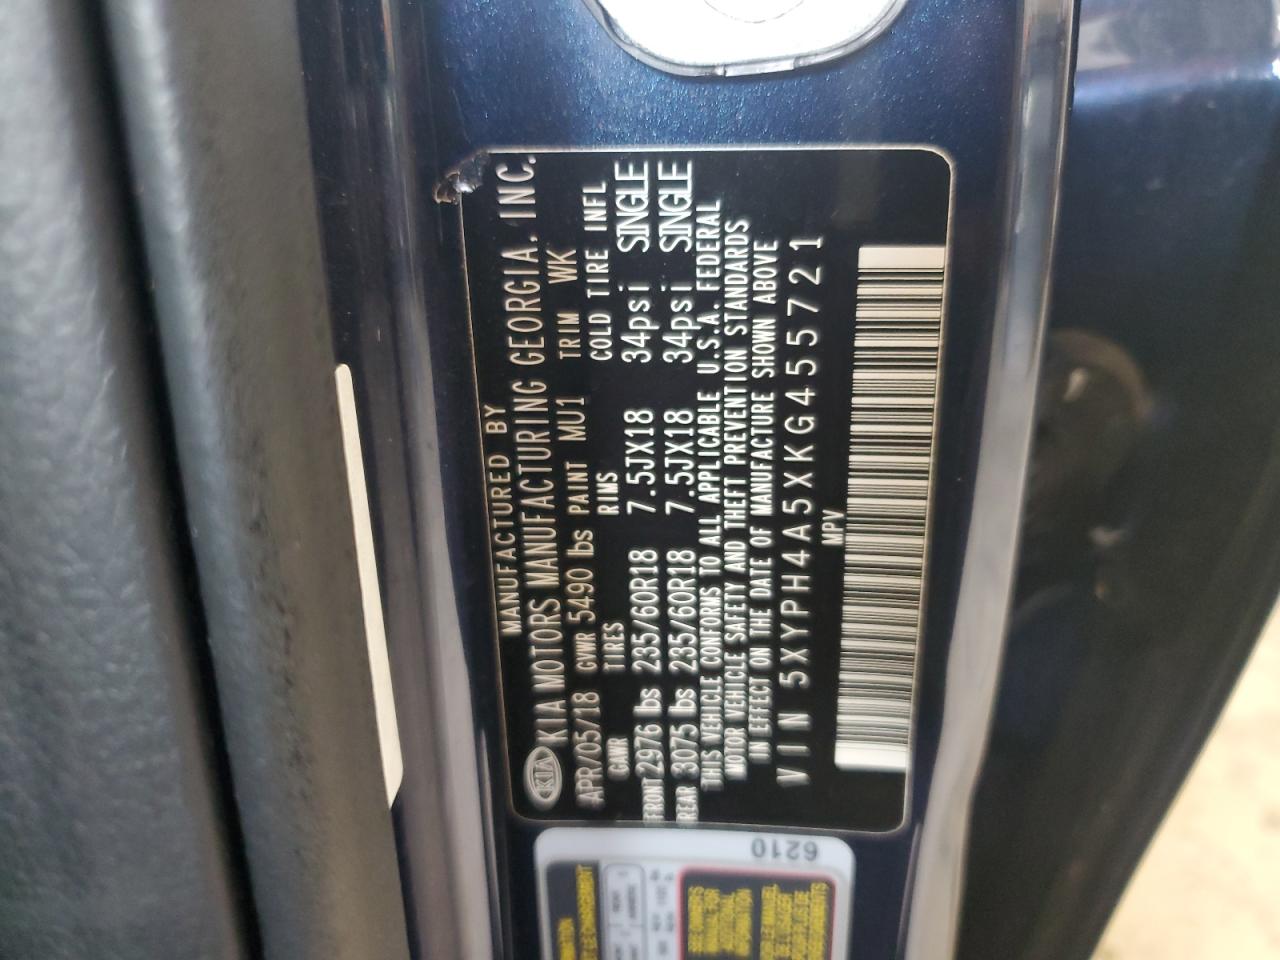 MANUFACTURED BY
KIA KIA MOTORS MANUFACTURING GEORGIA, INC.
APR/05/18 GVWR 5490 lbs PAINT MU1 TRIM WK
GAWR TIRES RIMS COLD TIRE INFL
FRONT 2976 lbs 235/60R18 7.5JX18 34psi SINGLE
REAR 3075 lbs 235/60R18 7.5JX18 34psi SINGLE
THIS VEHICLE CONFORMS TO ALL APPLICABLE U.S.A. FEDERAL
MOTOR VEHICLE SAFETY AND THEFT PREVENTION STANDARDS
IN EFFECT ON THE DATE OF MANUFACTURE SHOWN ABOVE
VIN 5XYPH4A5XKG455721
MPV
6210